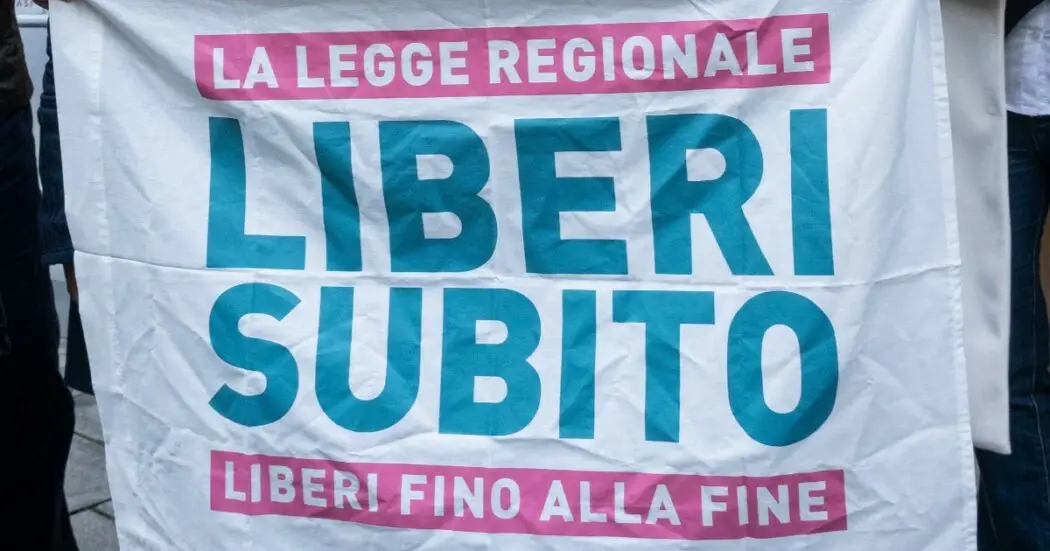 LA LEGGE REGIONALE
LIBERI
SUBITO
LIBERI FINO ALLA FINE